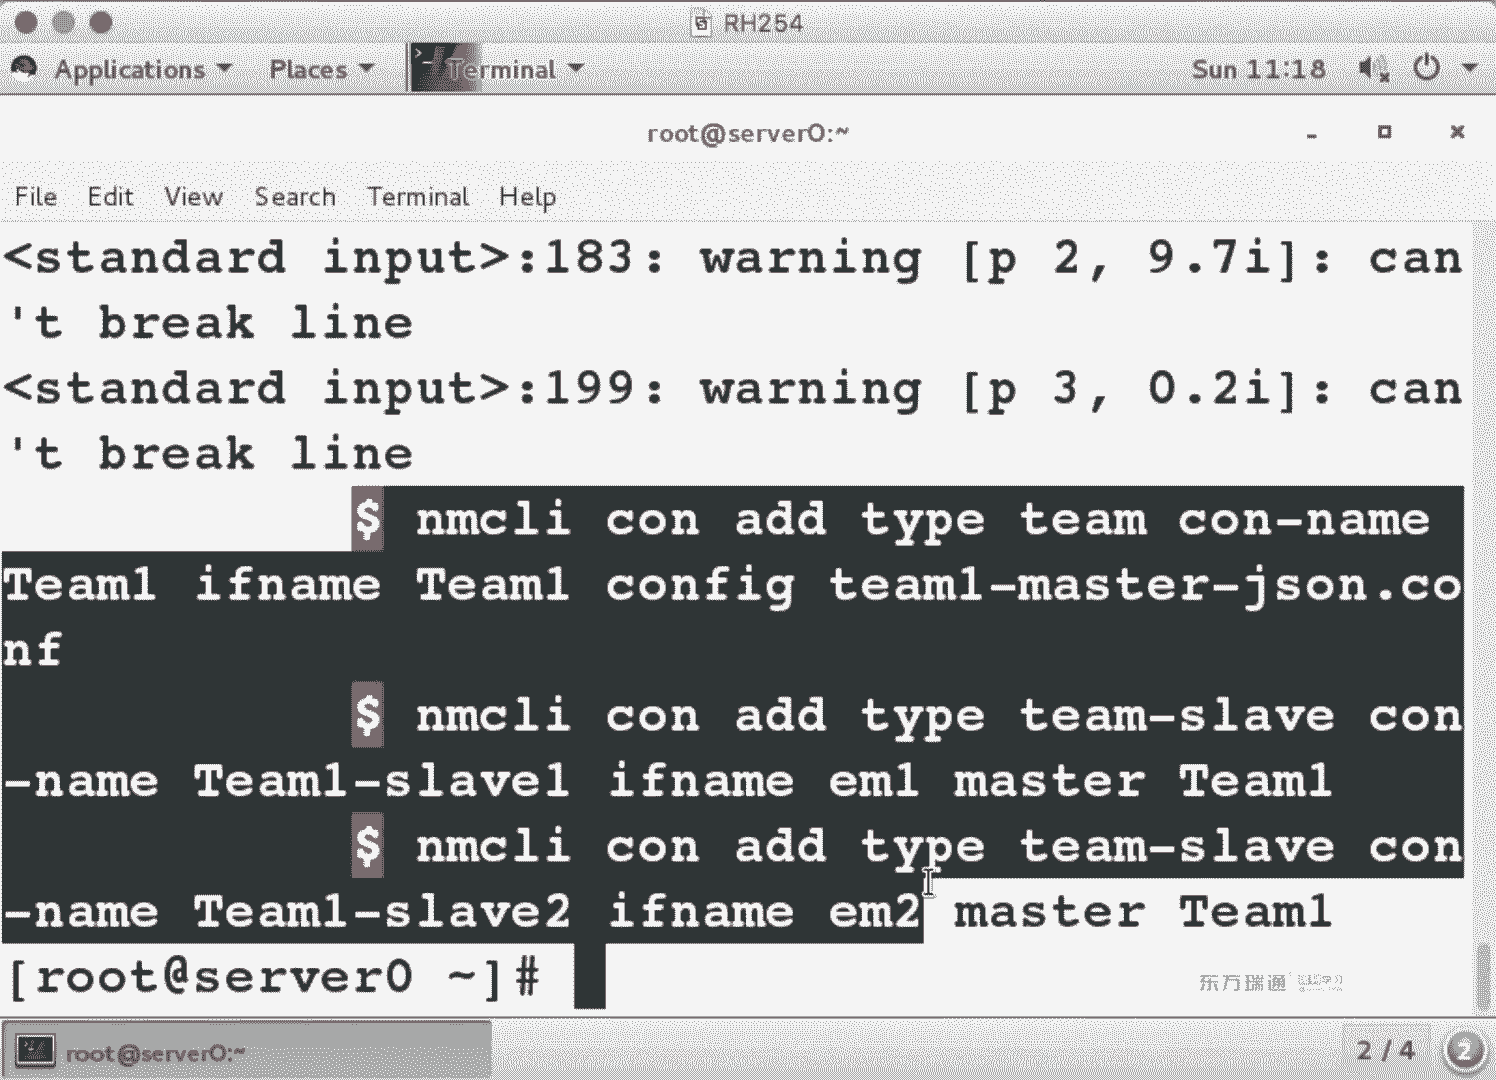 RH254
Applications Places Terminal Sun 11:18
root@server0:~
File Edit View Search Terminal Help
<standard input>:183: warning [p 2, 9.7i]: can
't break line
<standard input>:199: warning [p 3, 0.2i]: can
't break line
$ nmcli con add type team con-name
Team1 ifname Team1 config team1-master-json.co
nf
$ nmcli con add type team-slave con
-name Team1-slave1 ifname em1 master Team1
$ nmcli con add type team-slave con
-name Team1-slave2 ifname em2 master Team1
[root@server0 ~]#
东方瑞通
root@server0:~ 2 / 4 2